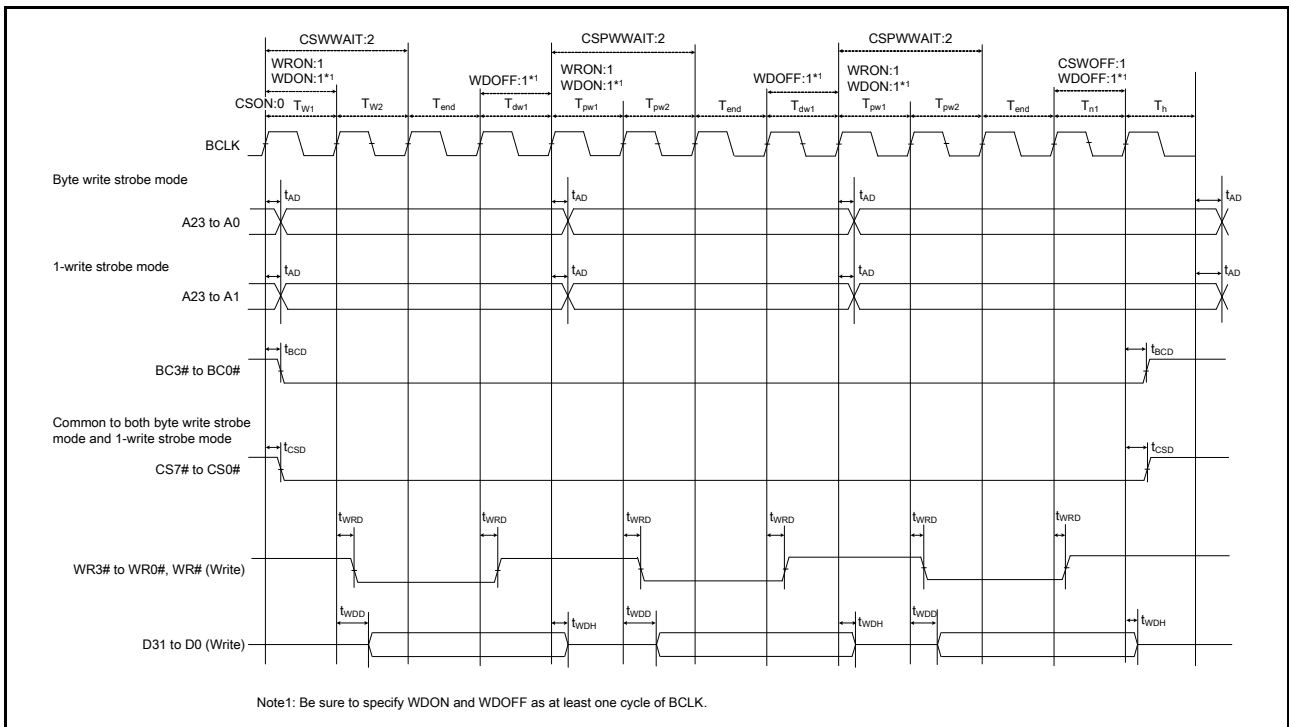 CSWWAIT:2 CSPWWAIT:2 CSPWWAIT:2
WRON:1 WRON:1 WRON:1 CSWOFF:1
WDON:1*1 WDOFF:1*1 WDON:1*1 WDOFF:1*1 WDON:1*1 WDOFF:1*1
CSON:0 TW1 TW2 Tend Tdw1 Tpw1 Tpw2 Tend Tdw1 Tpw1 Tpw2 Tend Tn1 Th
BCLK
Byte write strobe mode
tAD tAD tAD tAD
A23 to A0
1-write strobe mode
tAD tAD tAD tAD
A23 to A1
tBCD tBCD
BC3# to BC0#
Common to both byte write strobe
mode and 1-write strobe mode
tCSD tCSD
CS7# to CS0#
tWRD tWRD tWRD tWRD tWRD tWRD
WR3# to WR0#, WR# (Write)
tWDD tWDH tWDD tWDH tWDD tWDH
D31 to D0 (Write)
Note1: Be sure to specify WDON and WDOFF as at least one cycle of BCLK.